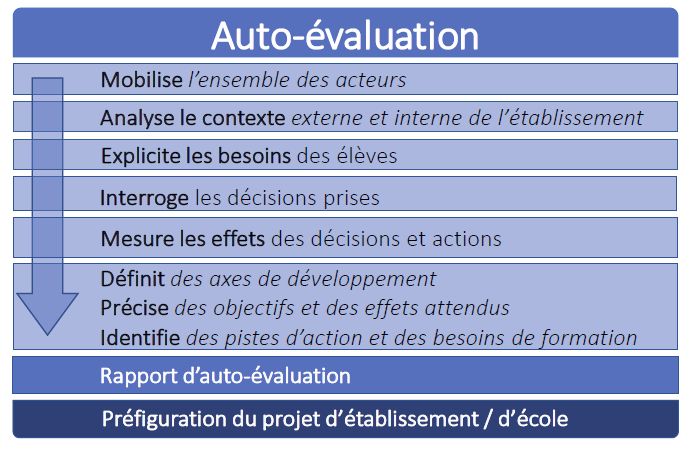 Auto-évaluation
Mobilise l’ensemble des acteurs
Analyse le contexte externe et interne de l’établissement
Explicite les besoins des élèves
Interroge les décisions prises
Mesure les effets des décisions et actions
Définit des axes de développement
Précise des objectifs et des effets attendus
Identifie des pistes d’action et des besoins de formation
Rapport d’auto-évaluation
Préfiguration du projet d’établissement / d’école